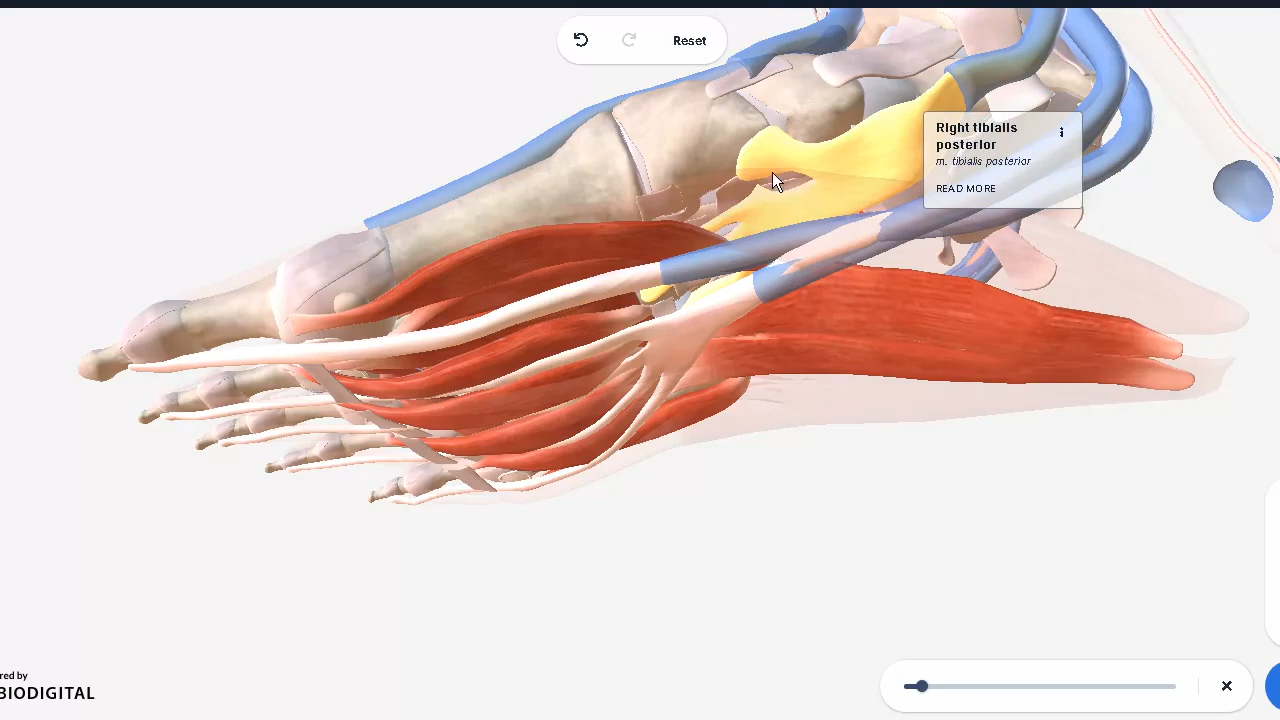 Reset
Right tibialis
posterior
m. tibialis posterior
READ MORE
red by
BIODIGITAL